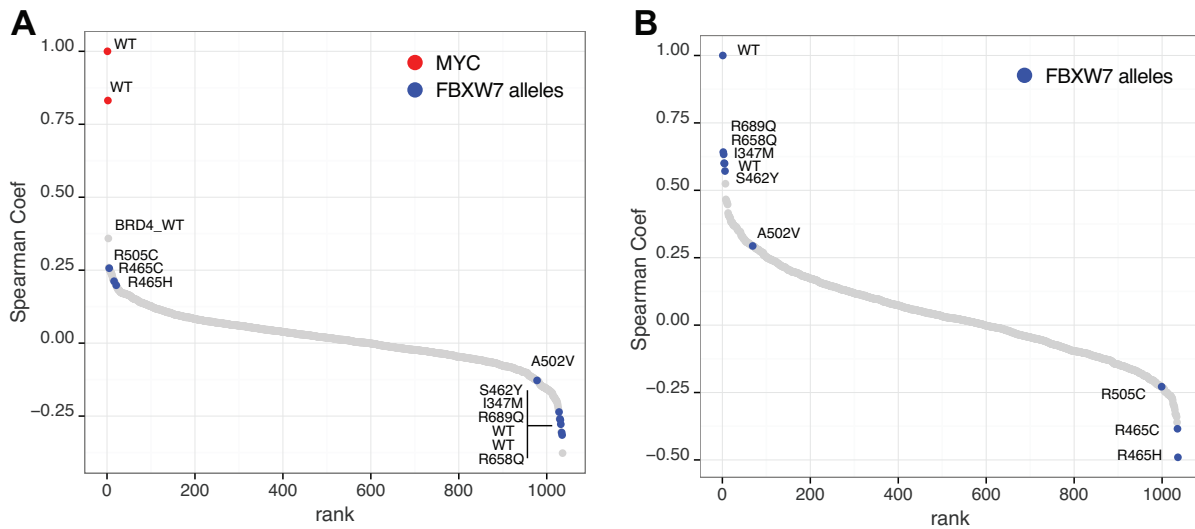 A
1.00
0.75
0.50
0.25
0.00
−0.25
Spearman Coef
WT
WT
MYC
FBXW7 alleles
BRD4_WT
R505C
R465C
R465H
A502V
S462Y
I347M
R689Q
WT
WT
R658Q
0
200
400
600
800
1000
rank
B
1.00
0.75
0.50
0.25
0.00
−0.25
−0.50
Spearman Coef
WT
FBXW7 alleles
R689Q
R658Q
I347M
WT
S462Y
A502V
R505C
R465C
R465H
0
200
400
600
800
1000
rank